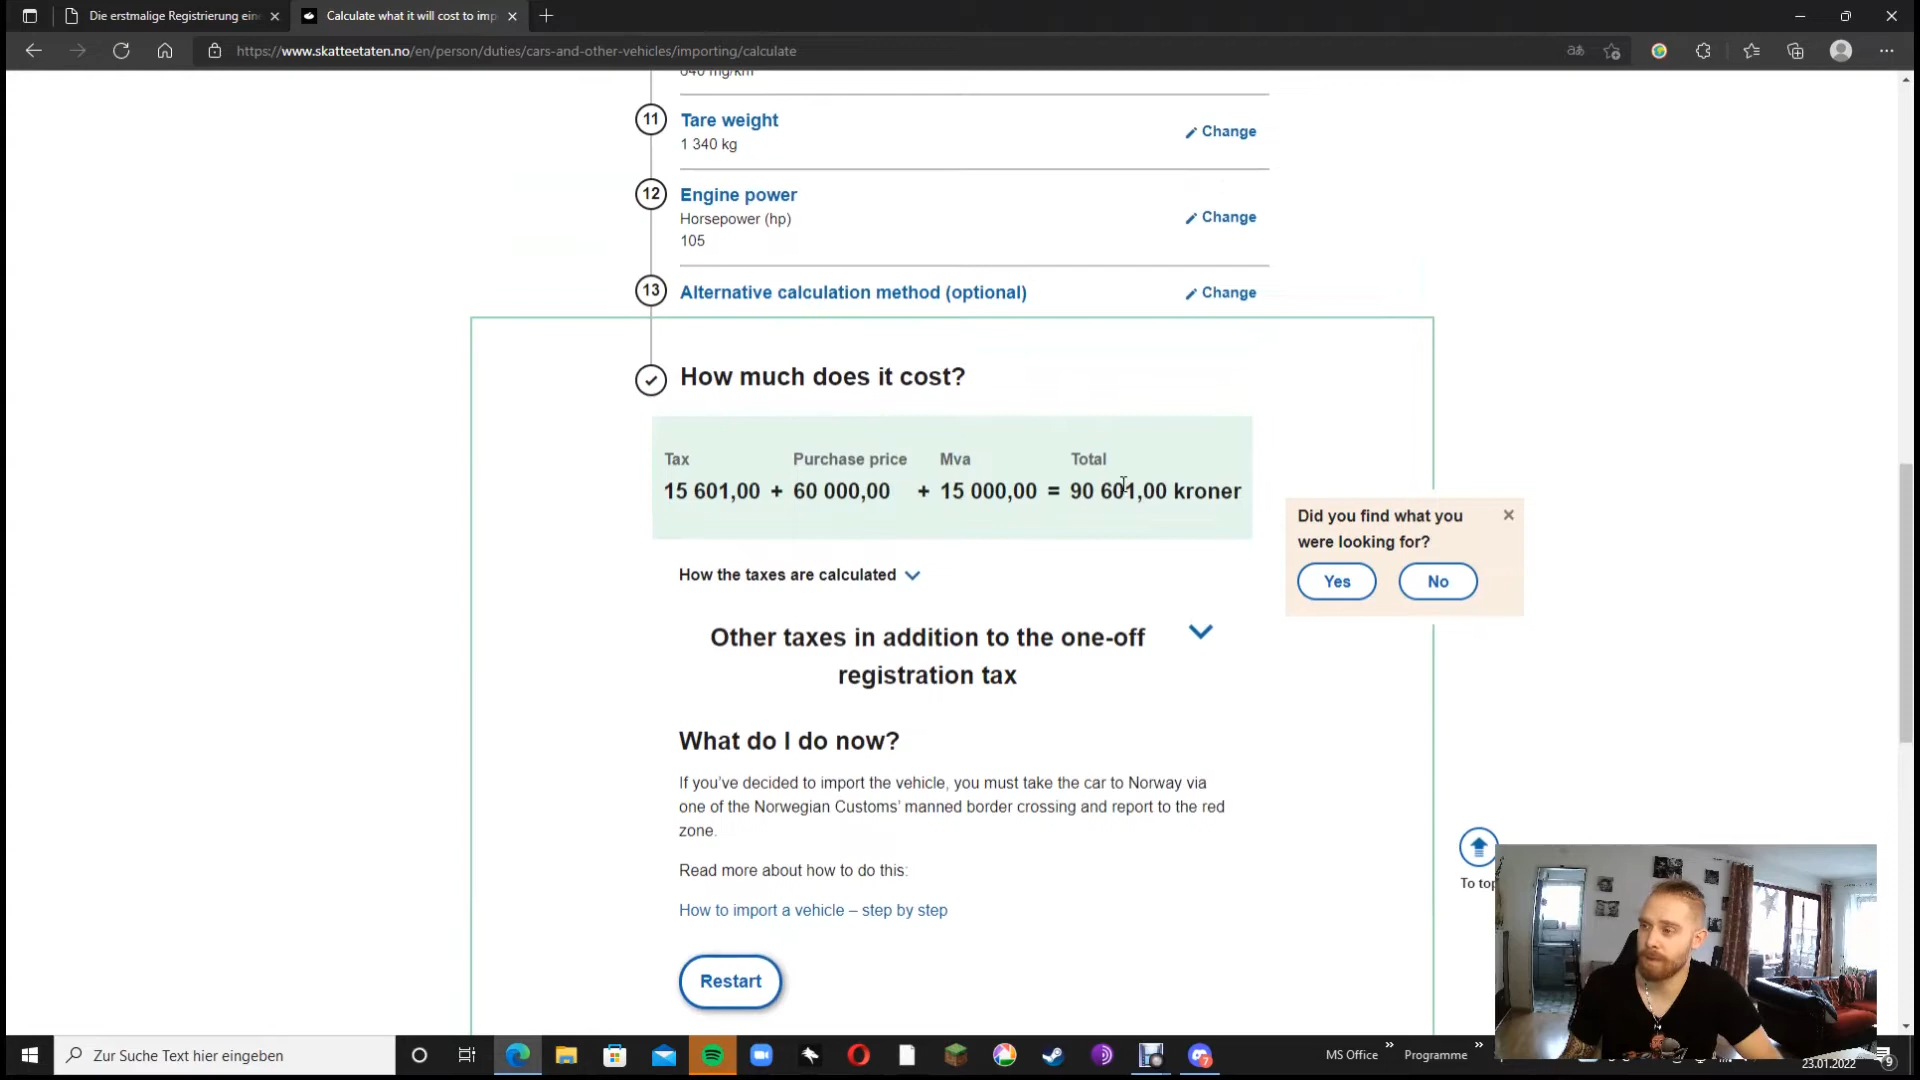 Die erstmalige Registrierung ein
Calculate what it will cost to imp
https://www.skatteetaten.no/en/person/duties/cars-and-other-vehicles/importing/calculate
640 mg/km
11 Tare weight
1 340 kg
Change
12 Engine power
Horsepower (hp)
105
Change
13 Alternative calculation method (optional)
Change
How much does it cost?
Tax Purchase price Mva Total
15 601,00 + 60 000,00 + 15 000,00 = 90 601,00 kroner
Did you find what you
were looking for?
Yes No
How the taxes are calculated
Other taxes in addition to the one-off
registration tax
What do I do now?
If you've decided to import the vehicle, you must take the car to Norway via
one of the Norwegian Customs' manned border crossing and report to the red
zone.
Read more about how to do this:
How to import a vehicle – step by step
To top
Restart
Zur Suche Text hier eingeben
MS Office »
Programme »
23.01.2022